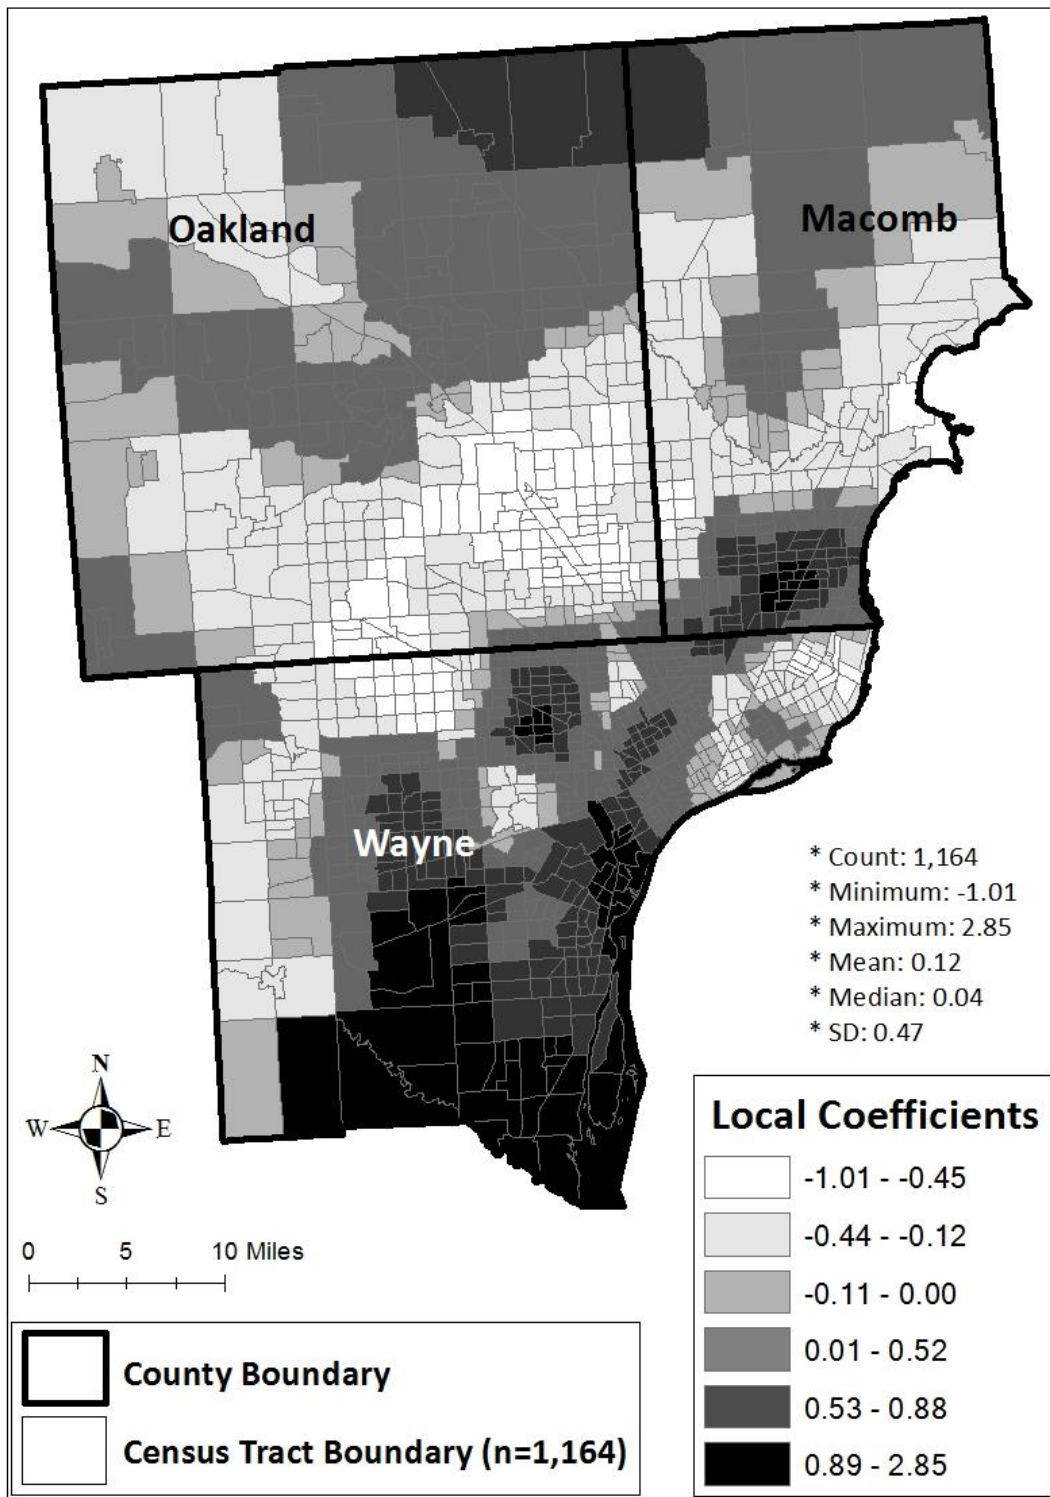 Oakland
Macomb
Wayne
* Count: 1,164
* Minimum: -1.01
* Maximum: 2.85
* Mean: 0.12
* Median: 0.04
* SD: 0.47
N
W E
S
0 5 10 Miles
County Boundary
Census Tract Boundary (n=1,164)
Local Coefficients
-1.01 - -0.45
-0.44 - -0.12
-0.11 - 0.00
0.01 - 0.52
0.53 - 0.88
0.89 - 2.85